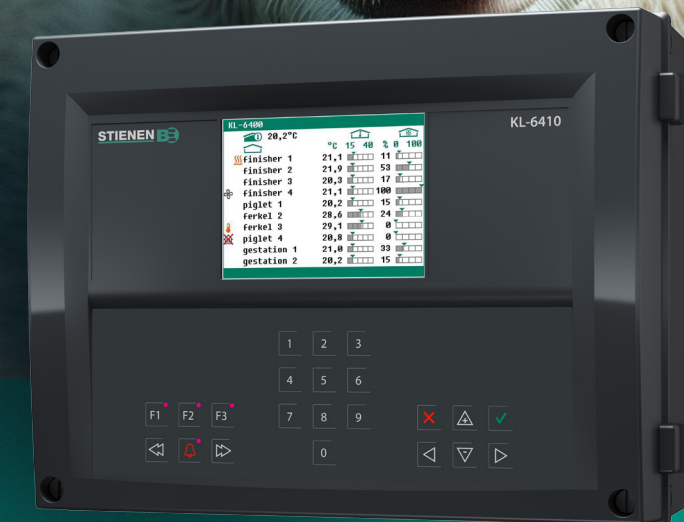 STIENEN BE
KL-6410
KL-6400
20,2°C
°C 15 40 % 0 100
finisher 1 21,1 11
finisher 2 21,9 53
finisher 3 20,3 17
finisher 4 21,1 100
piglet 1 20,2 15
ferkel 2 28,6 24
ferkel 3 29,1 0
piglet 4 20,8 0
gestation 1 21,0 33
gestation 2 20,2 15
1 2 3
4 5 6
F1 F2 F3 7 8 9
0